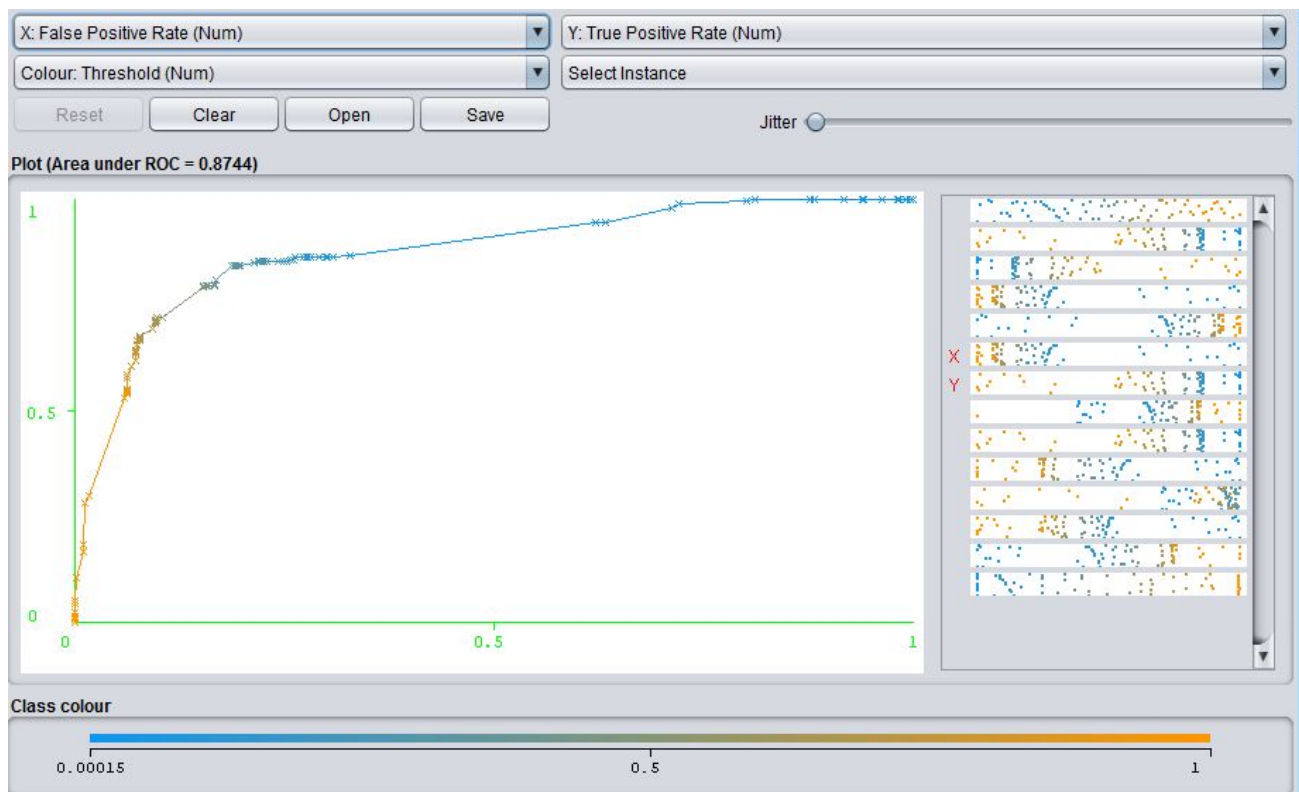 X: False Positive Rate (Num)
Y: True Positive Rate (Num)
Colour: Threshold (Num)
Select Instance
Reset
Clear
Open
Save
Jitter
Plot (Area under ROC = 0.8744)
1
0.5
0
0
0.5
1
X
Y
Class colour
0.00015
0.5
1